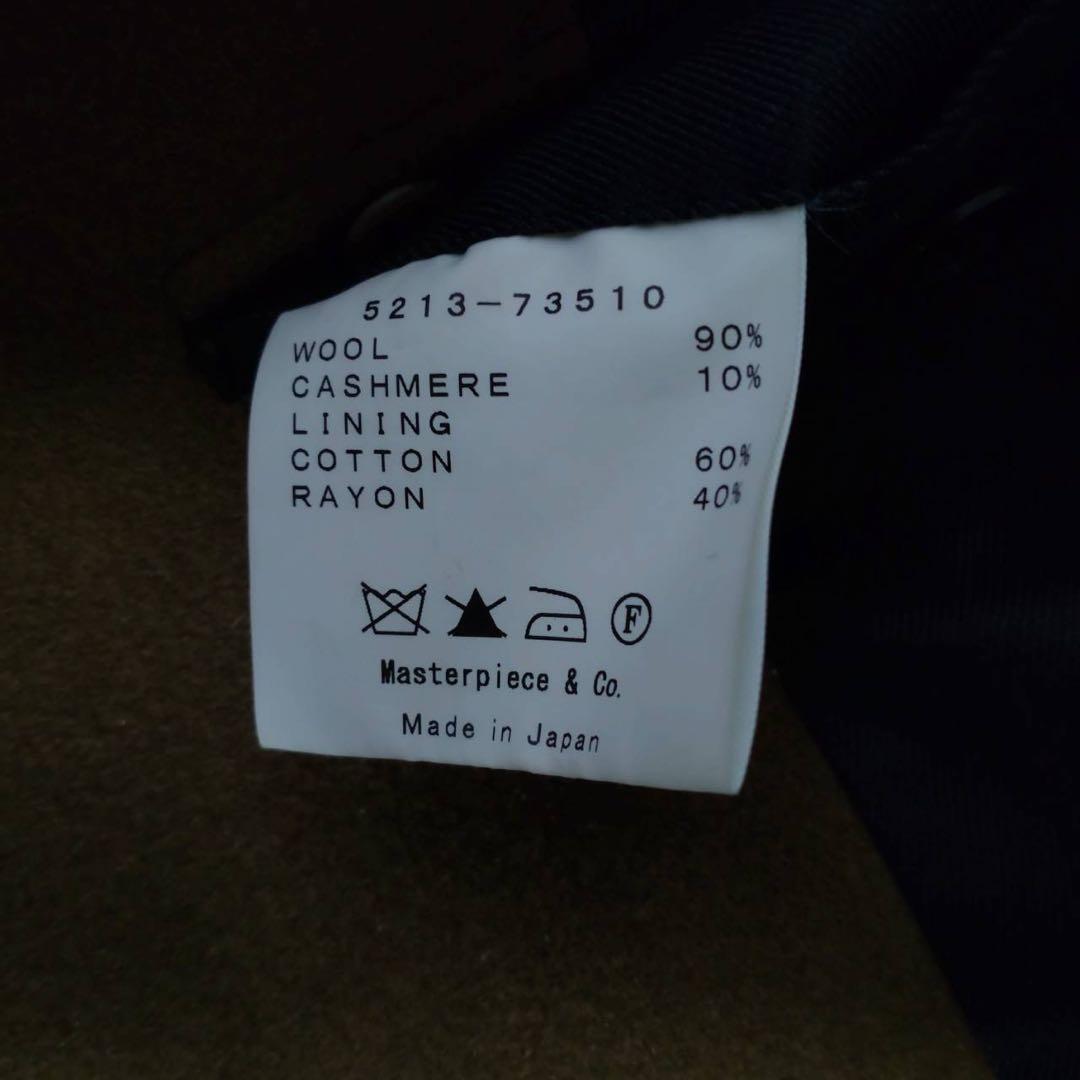 5213-73510
WOOL 90%
CASHMERE 10%
LINING
COTTON 60%
RAYON 40%
F
Masterpiece & Co.
Made in Japan